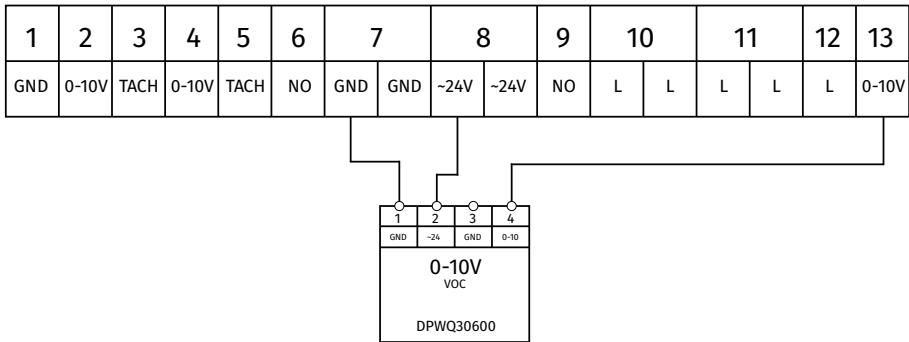 1 2 3 4 5 6 7 8 9 10 11 12 13
GND 0-10V TACH 0-10V TACH NO GND GND ~24V ~24V NO L L L L L 0-10V
1 2 3 4
GND ~24 GND 0-10
0-10V
VOC
DPWQ30600